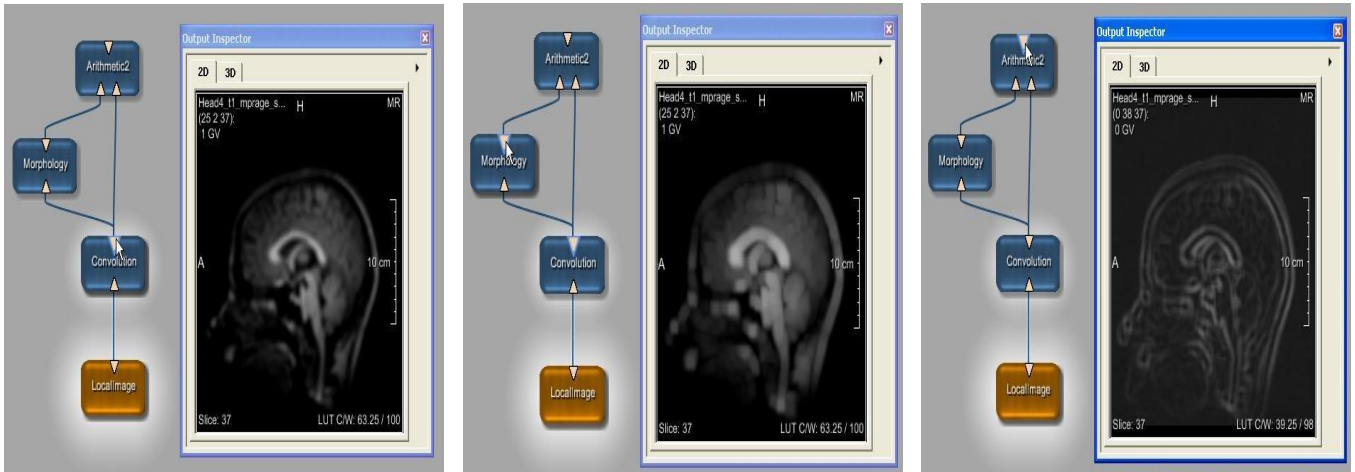 Output Inspector
Arithmetic2
2D 3D
Head4_t1_mprage_s... H MR
(25 2 37):
1 GV
Morphology
Convolution
A
10 cm
LocalImage
Slice: 37
LUT C/W: 63.25 / 100
Output Inspector
Arithmetic2
2D 3D
Head4_t1_mprage_s... H MR
(25 2 37):
1 GV
Morphology
Convolution
A
10 cm
LocalImage
Slice: 37
LUT C/W: 63.25 / 100
Output Inspector
Arithmetic2
2D 3D
Head4_t1_mprage_s... H MR
(0 38 37):
0 GV
Morphology
Convolution
A
10 cm
LocalImage
Slice: 37
LUT C/W: 39.25 / 98